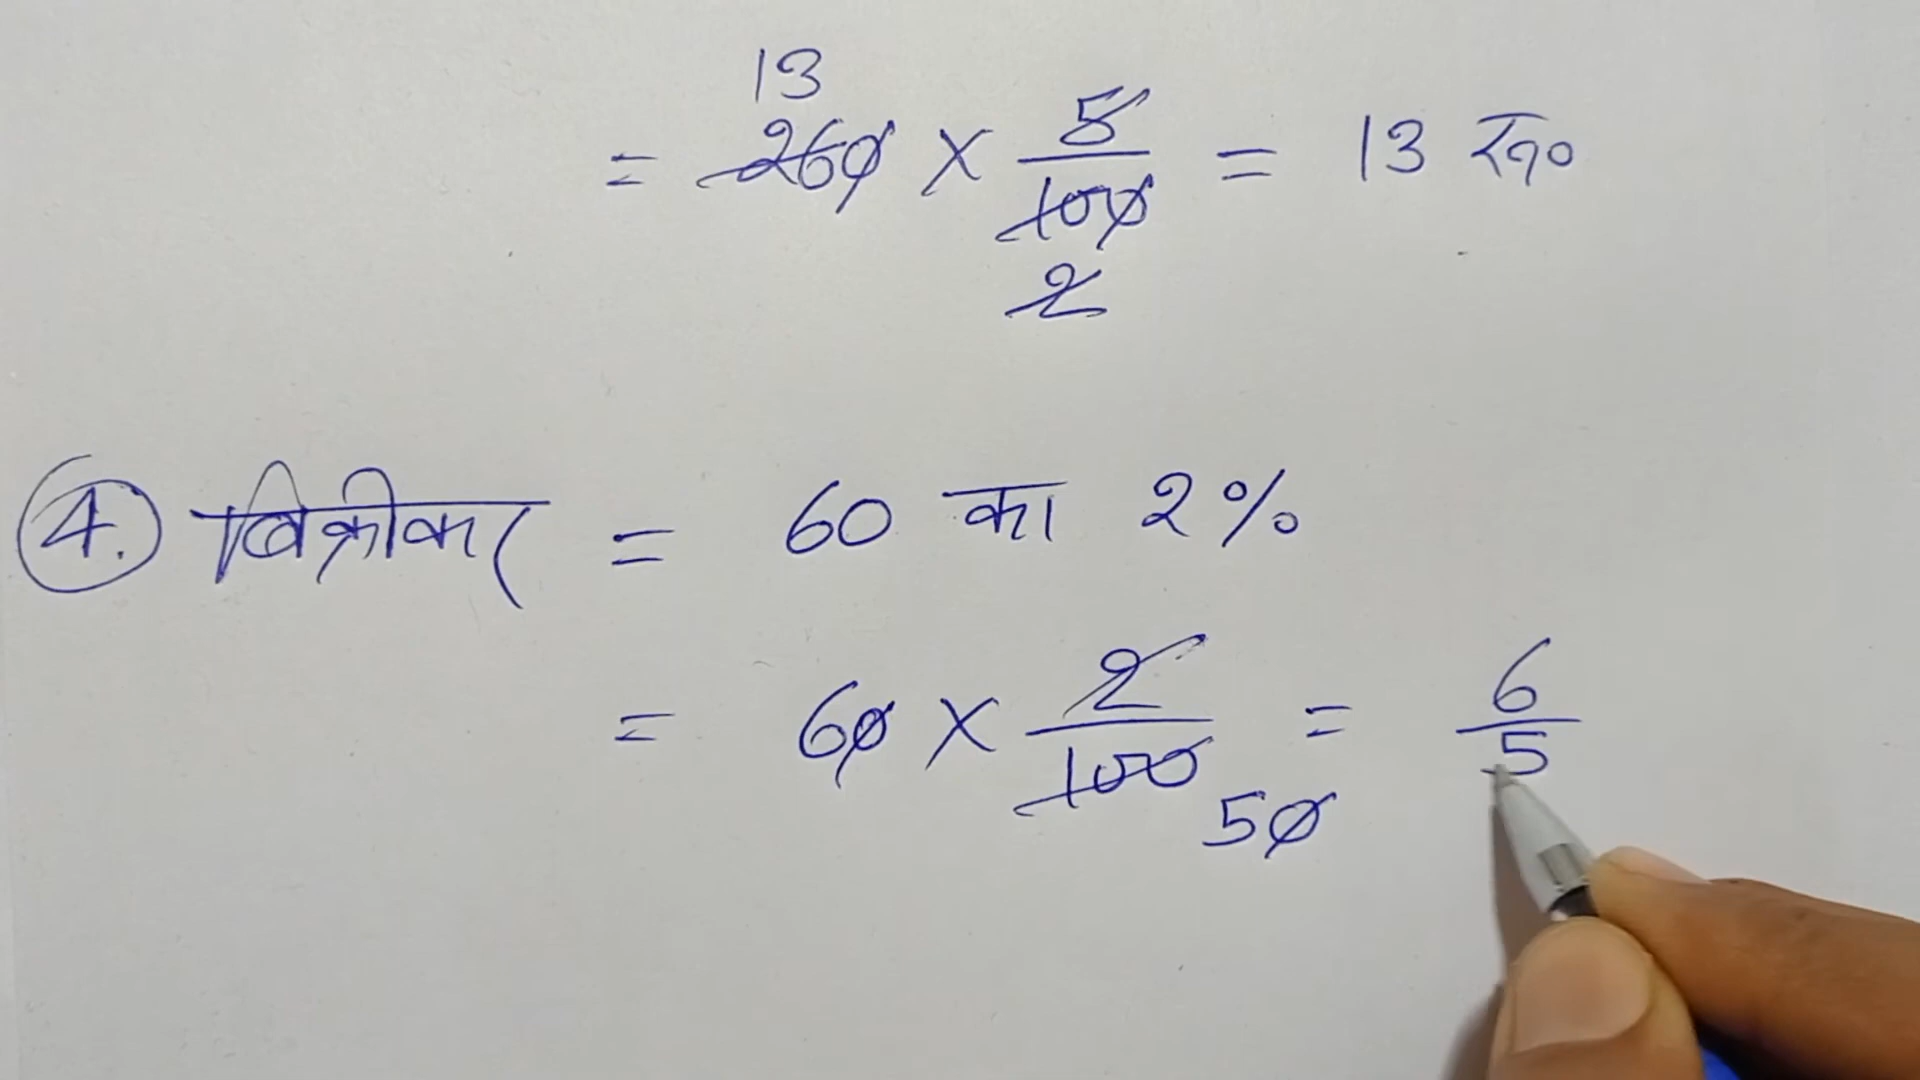 13
= 260 × 5/100 = 13 रु०
2
4. बिक्रीकर = 60 का 2%
= 60 × 2/100 = 6/5
50